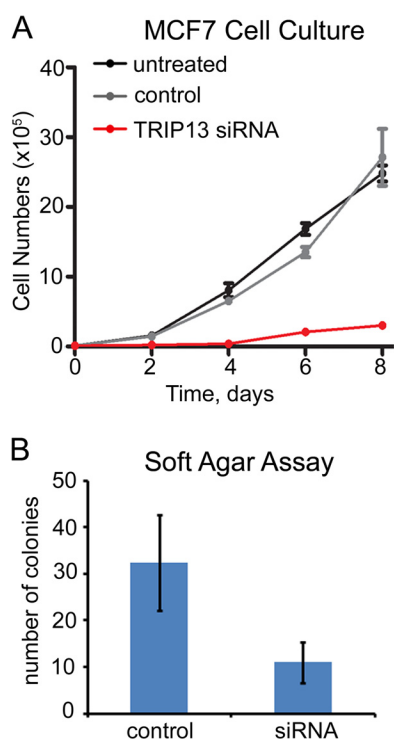 A
MCF7 Cell Culture
untreated
control
TRIP13 siRNA
Cell Numbers (x10⁵)
40
30
20
10
0
0 2 4 6 8
Time, days
B
Soft Agar Assay
number of colonies
50
40
30
20
10
0
control siRNA